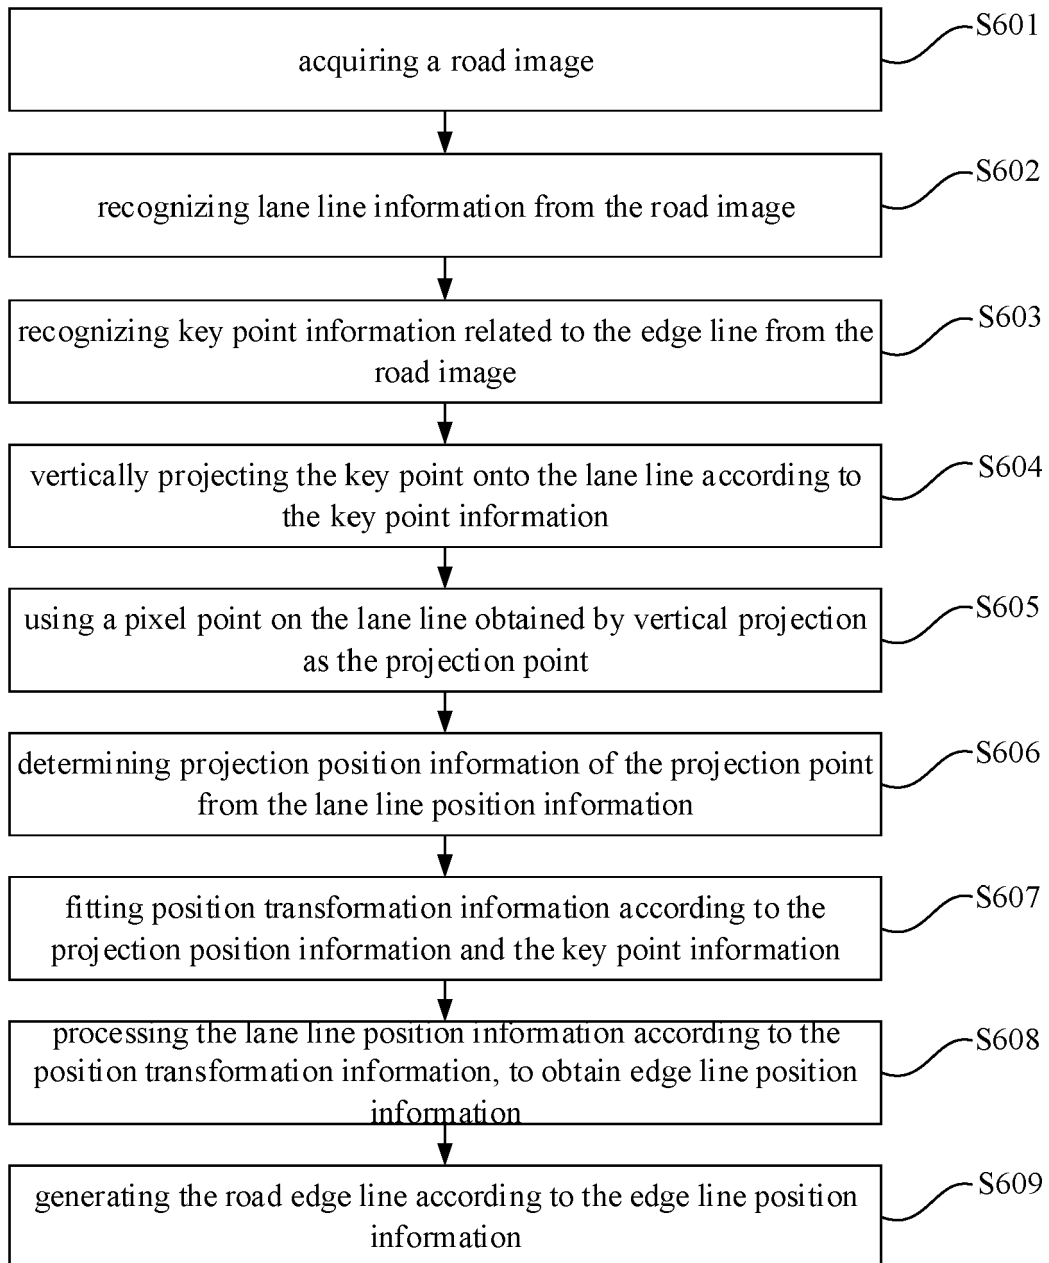 acquiring a road image
S601
recognizing lane line information from the road image
S602
recognizing key point information related to the edge line from the
road image
S603
vertically projecting the key point onto the lane line according to
the key point information
S604
using a pixel point on the lane line obtained by vertical projection
as the projection point
S605
determining projection position information of the projection point
from the lane line position information
S606
fitting position transformation information according to the
projection position information and the key point information
S607
processing the lane line position information according to the
position transformation information, to obtain edge line position
information
S608
generating the road edge line according to the edge line position
information
S609